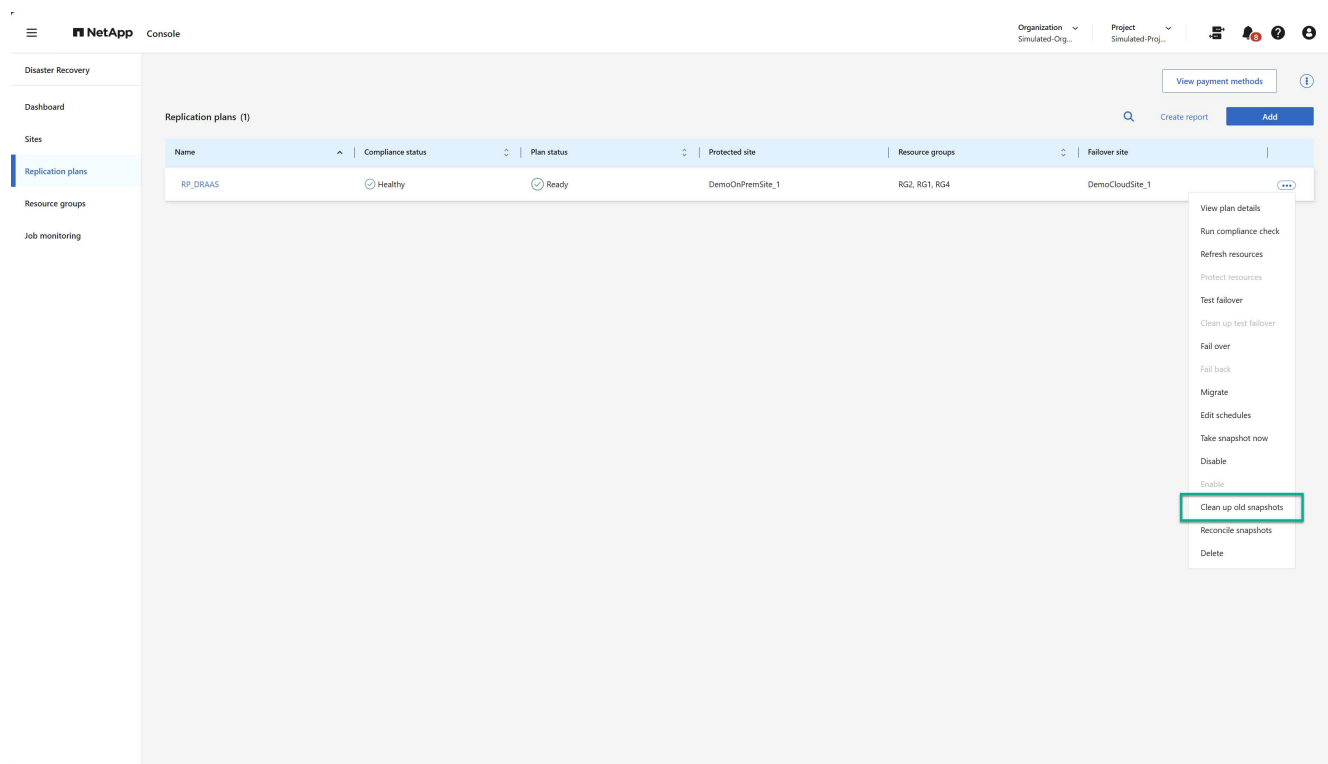 NetApp Console
Organization
Simulated-Org...
Project
Simulated-Proj...
8
Disaster Recovery
Dashboard
Sites
Replication plans
Resource groups
Job monitoring
View payment methods
Replication plans (1)
Create report
Add
Name Compliance status Plan status Protected site Resource groups Failover site
RP_DRAAS Healthy Ready DemoOnPremSite_1 RG2, RG1, RG4 DemoCloudSite_1
View plan details
Run compliance check
Refresh resources
Protect resources
Test failover
Clean up test failover
Fail over
Fail back
Migrate
Edit schedules
Take snapshot now
Disable
Enable
Clean up old snapshots
Reconcile snapshots
Delete